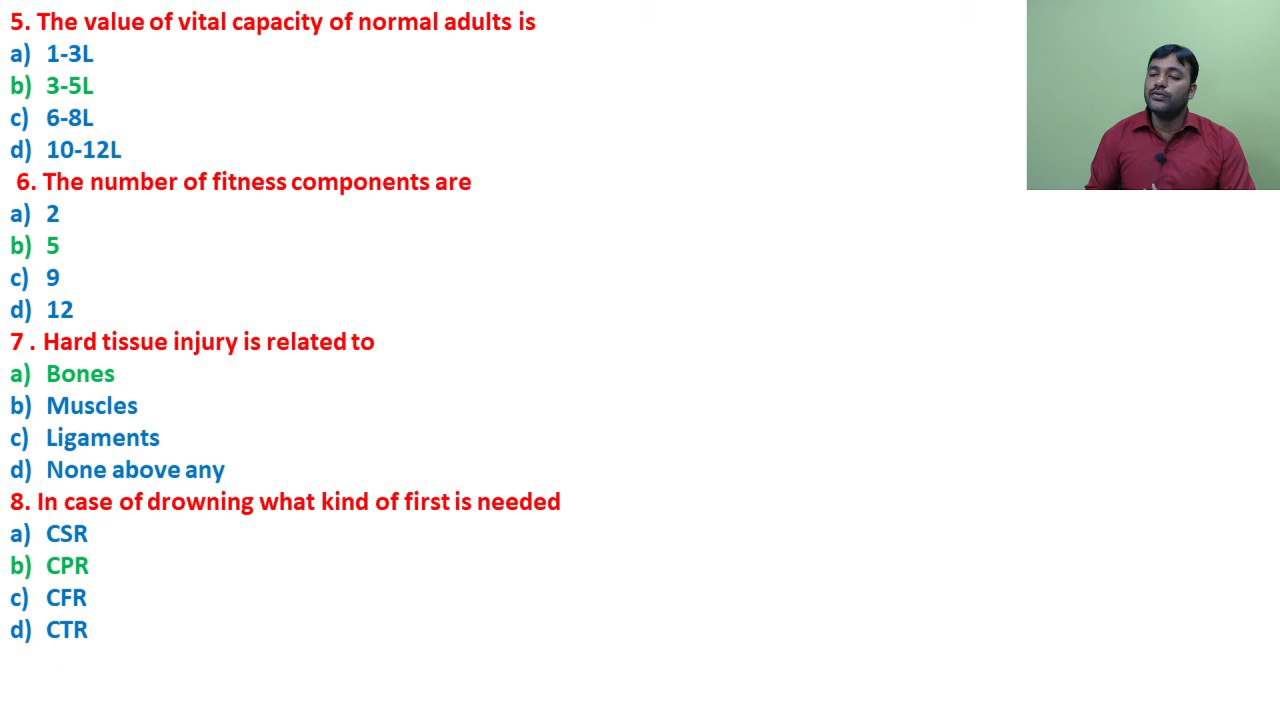 5. The value of vital capacity of normal adults is
a) 1-3L
b) 3-5L
c) 6-8L
d) 10-12L
6. The number of fitness components are
a) 2
b) 5
c) 9
d) 12
7 . Hard tissue injury is related to
a) Bones
b) Muscles
c) Ligaments
d) None above any
8. In case of drowning what kind of first is needed
a) CSR
b) CPR
c) CFR
d) CTR